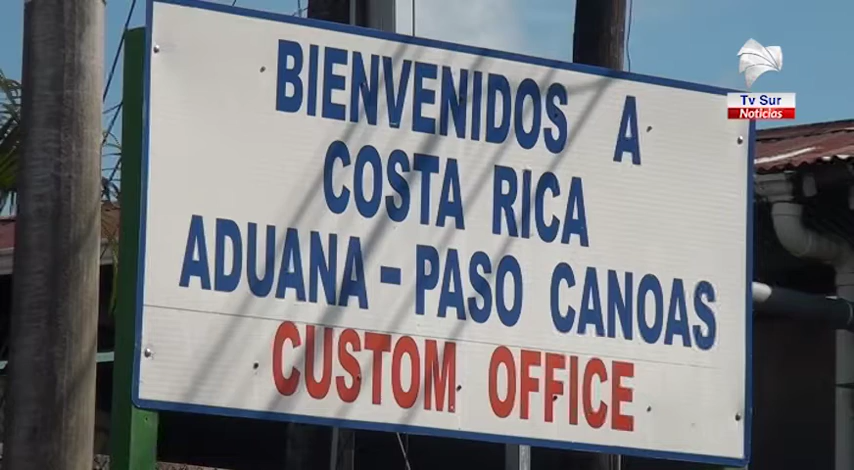 BIENVENIDOS A
COSTA RICA
ADUANA – PASO CANOAS
CUSTOM OFFICE
Tv Sur
Noticias